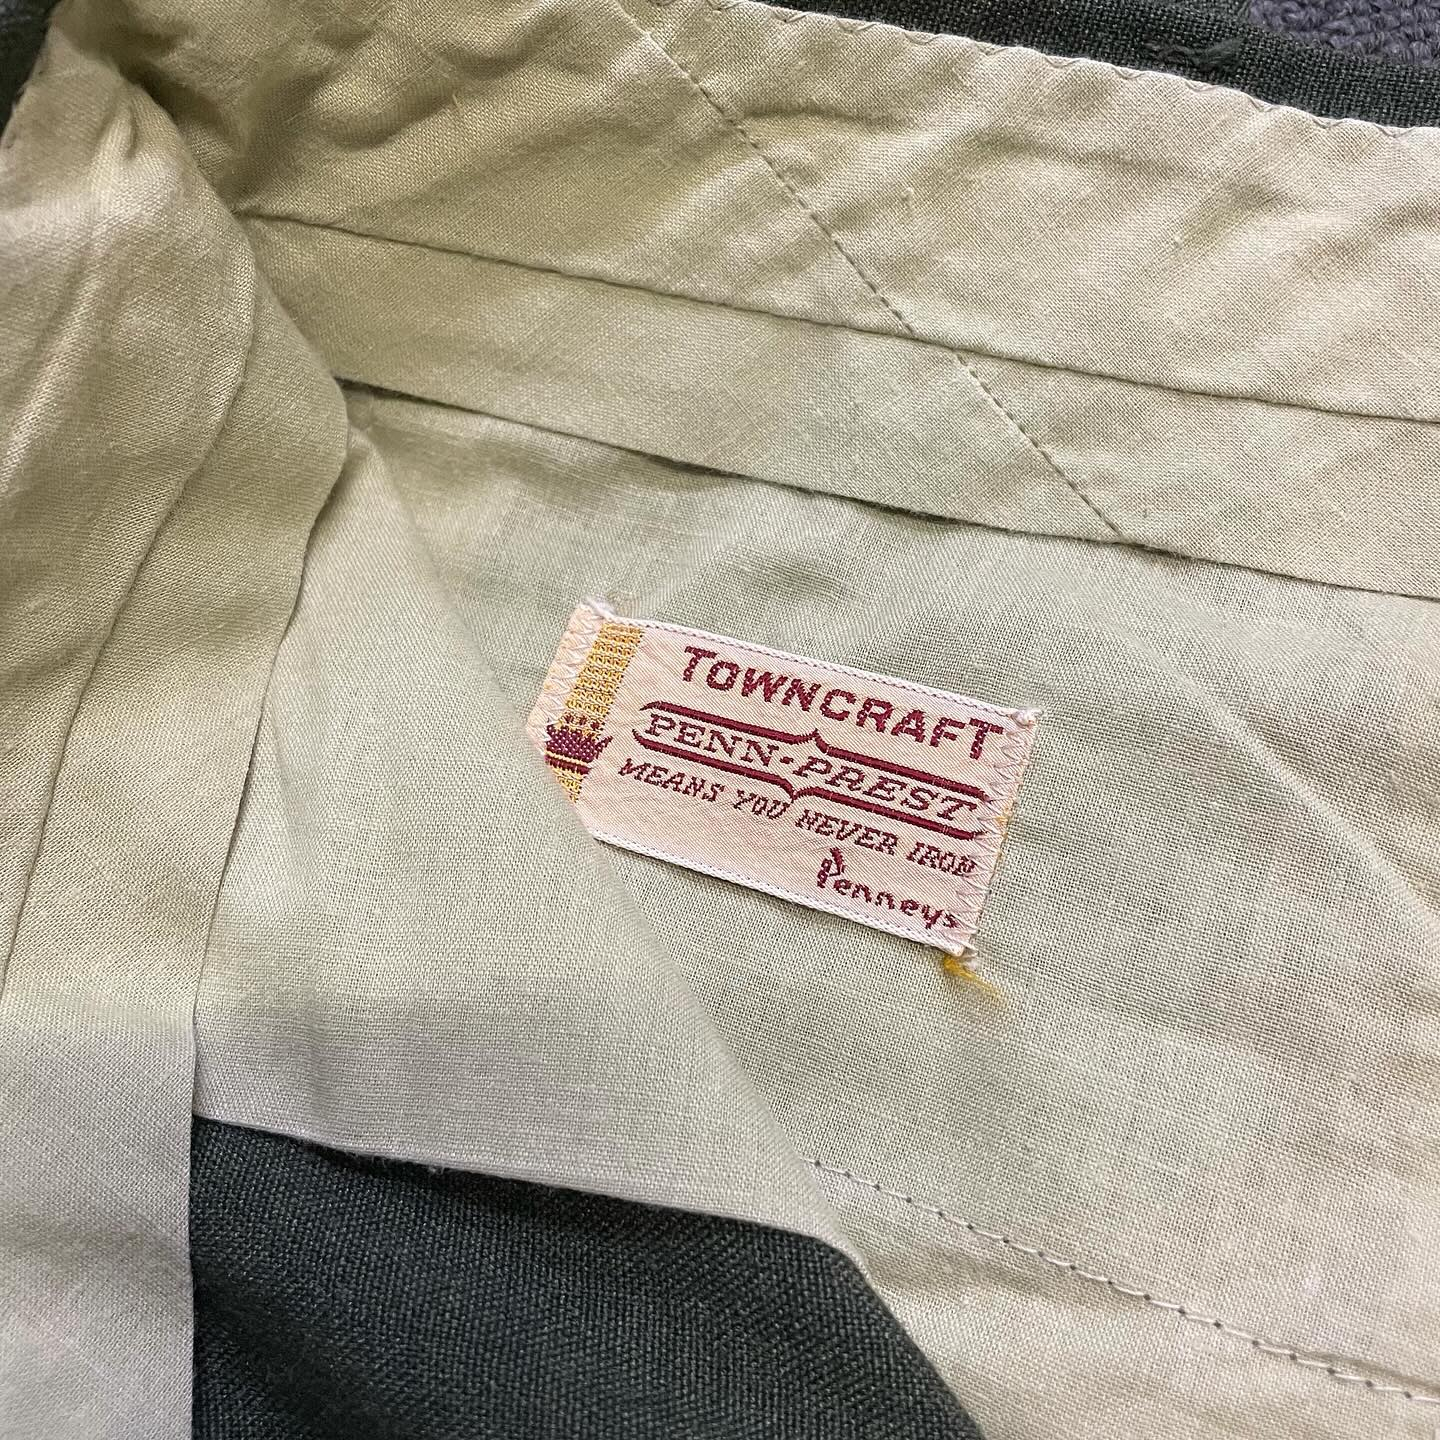 TOWNCRAFT
PENN-PREST
MEANS YOU NEVER IRON
Penneys